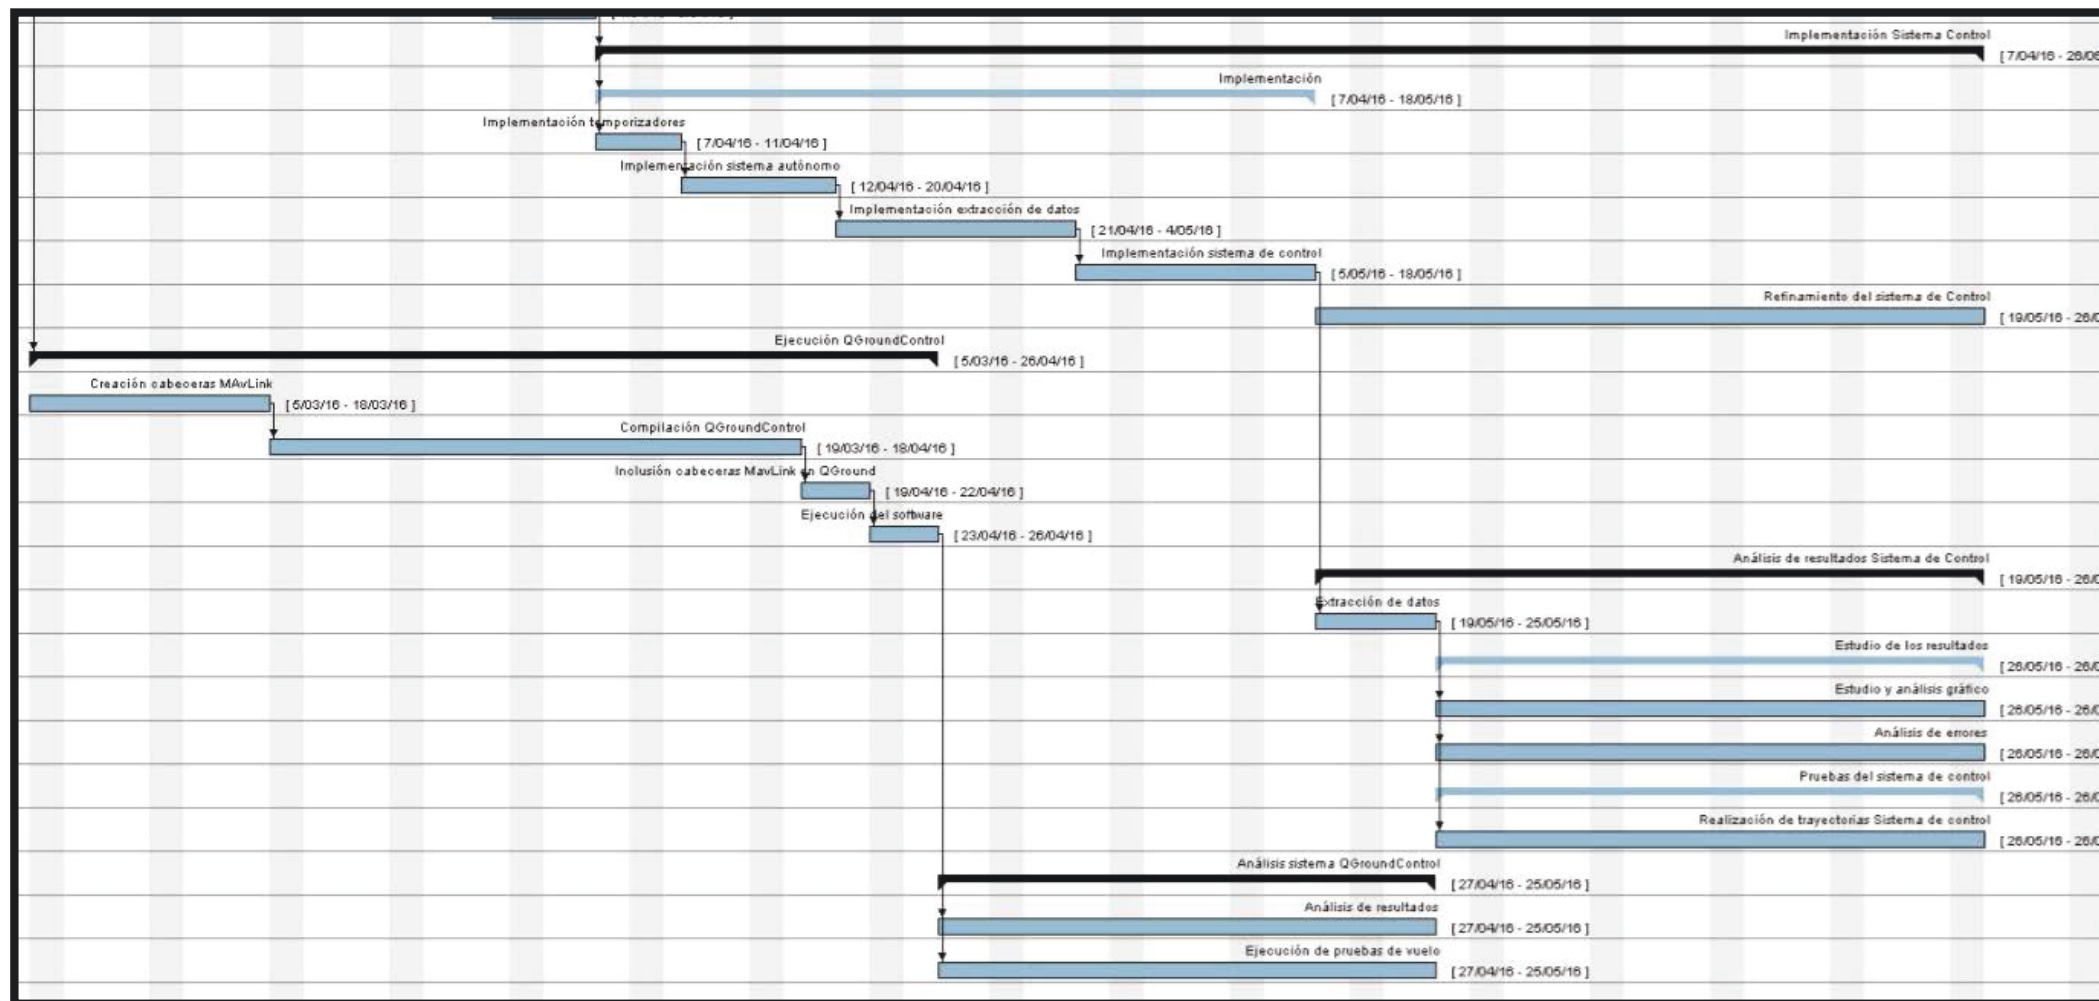 Implementación Sistema Control
[ 7/04/16 - 26/06
Implementación
[ 7/04/16 - 18/05/16 ]
Implementación temporizadores
[ 7/04/16 - 11/04/16 ]
Implementación sistema autónomo
[ 12/04/16 - 20/04/16 ]
Implementación extracción de datos
[ 21/04/16 - 4/05/16 ]
Implementación sistema de control
[ 5/05/16 - 18/05/16 ]
Refinamiento del sistema de Control
[ 19/05/16 - 26/0
Ejecución QGroundControl
[ 5/03/16 - 26/04/16 ]
Creación cabeceras MAvLink
[ 5/03/16 - 18/03/16 ]
Compilación QGroundControl
[ 19/03/16 - 18/04/16 ]
Inclusión cabeceras MavLink en QGround
[ 19/04/16 - 22/04/16 ]
Ejecución del software
[ 23/04/16 - 26/04/16 ]
Análisis de resultados Sistema de Control
[ 19/05/16 - 26/0
Extracción de datos
[ 19/05/16 - 25/05/16 ]
Estudio de los resultados
[ 26/05/16 - 26/0
Estudio y análisis gráfico
[ 26/05/16 - 26/0
Análisis de errores
[ 26/05/16 - 26/0
Pruebas del sistema de control
[ 26/05/16 - 26/0
Realización de trayectorias Sistema de control
[ 26/05/16 - 26/0
Análisis sistema QGroundControl
[ 27/04/16 - 25/05/16 ]
Análisis de resultados
[ 27/04/16 - 25/05/16 ]
Ejecución de pruebas de vuelo
[ 27/04/16 - 25/05/16 ]